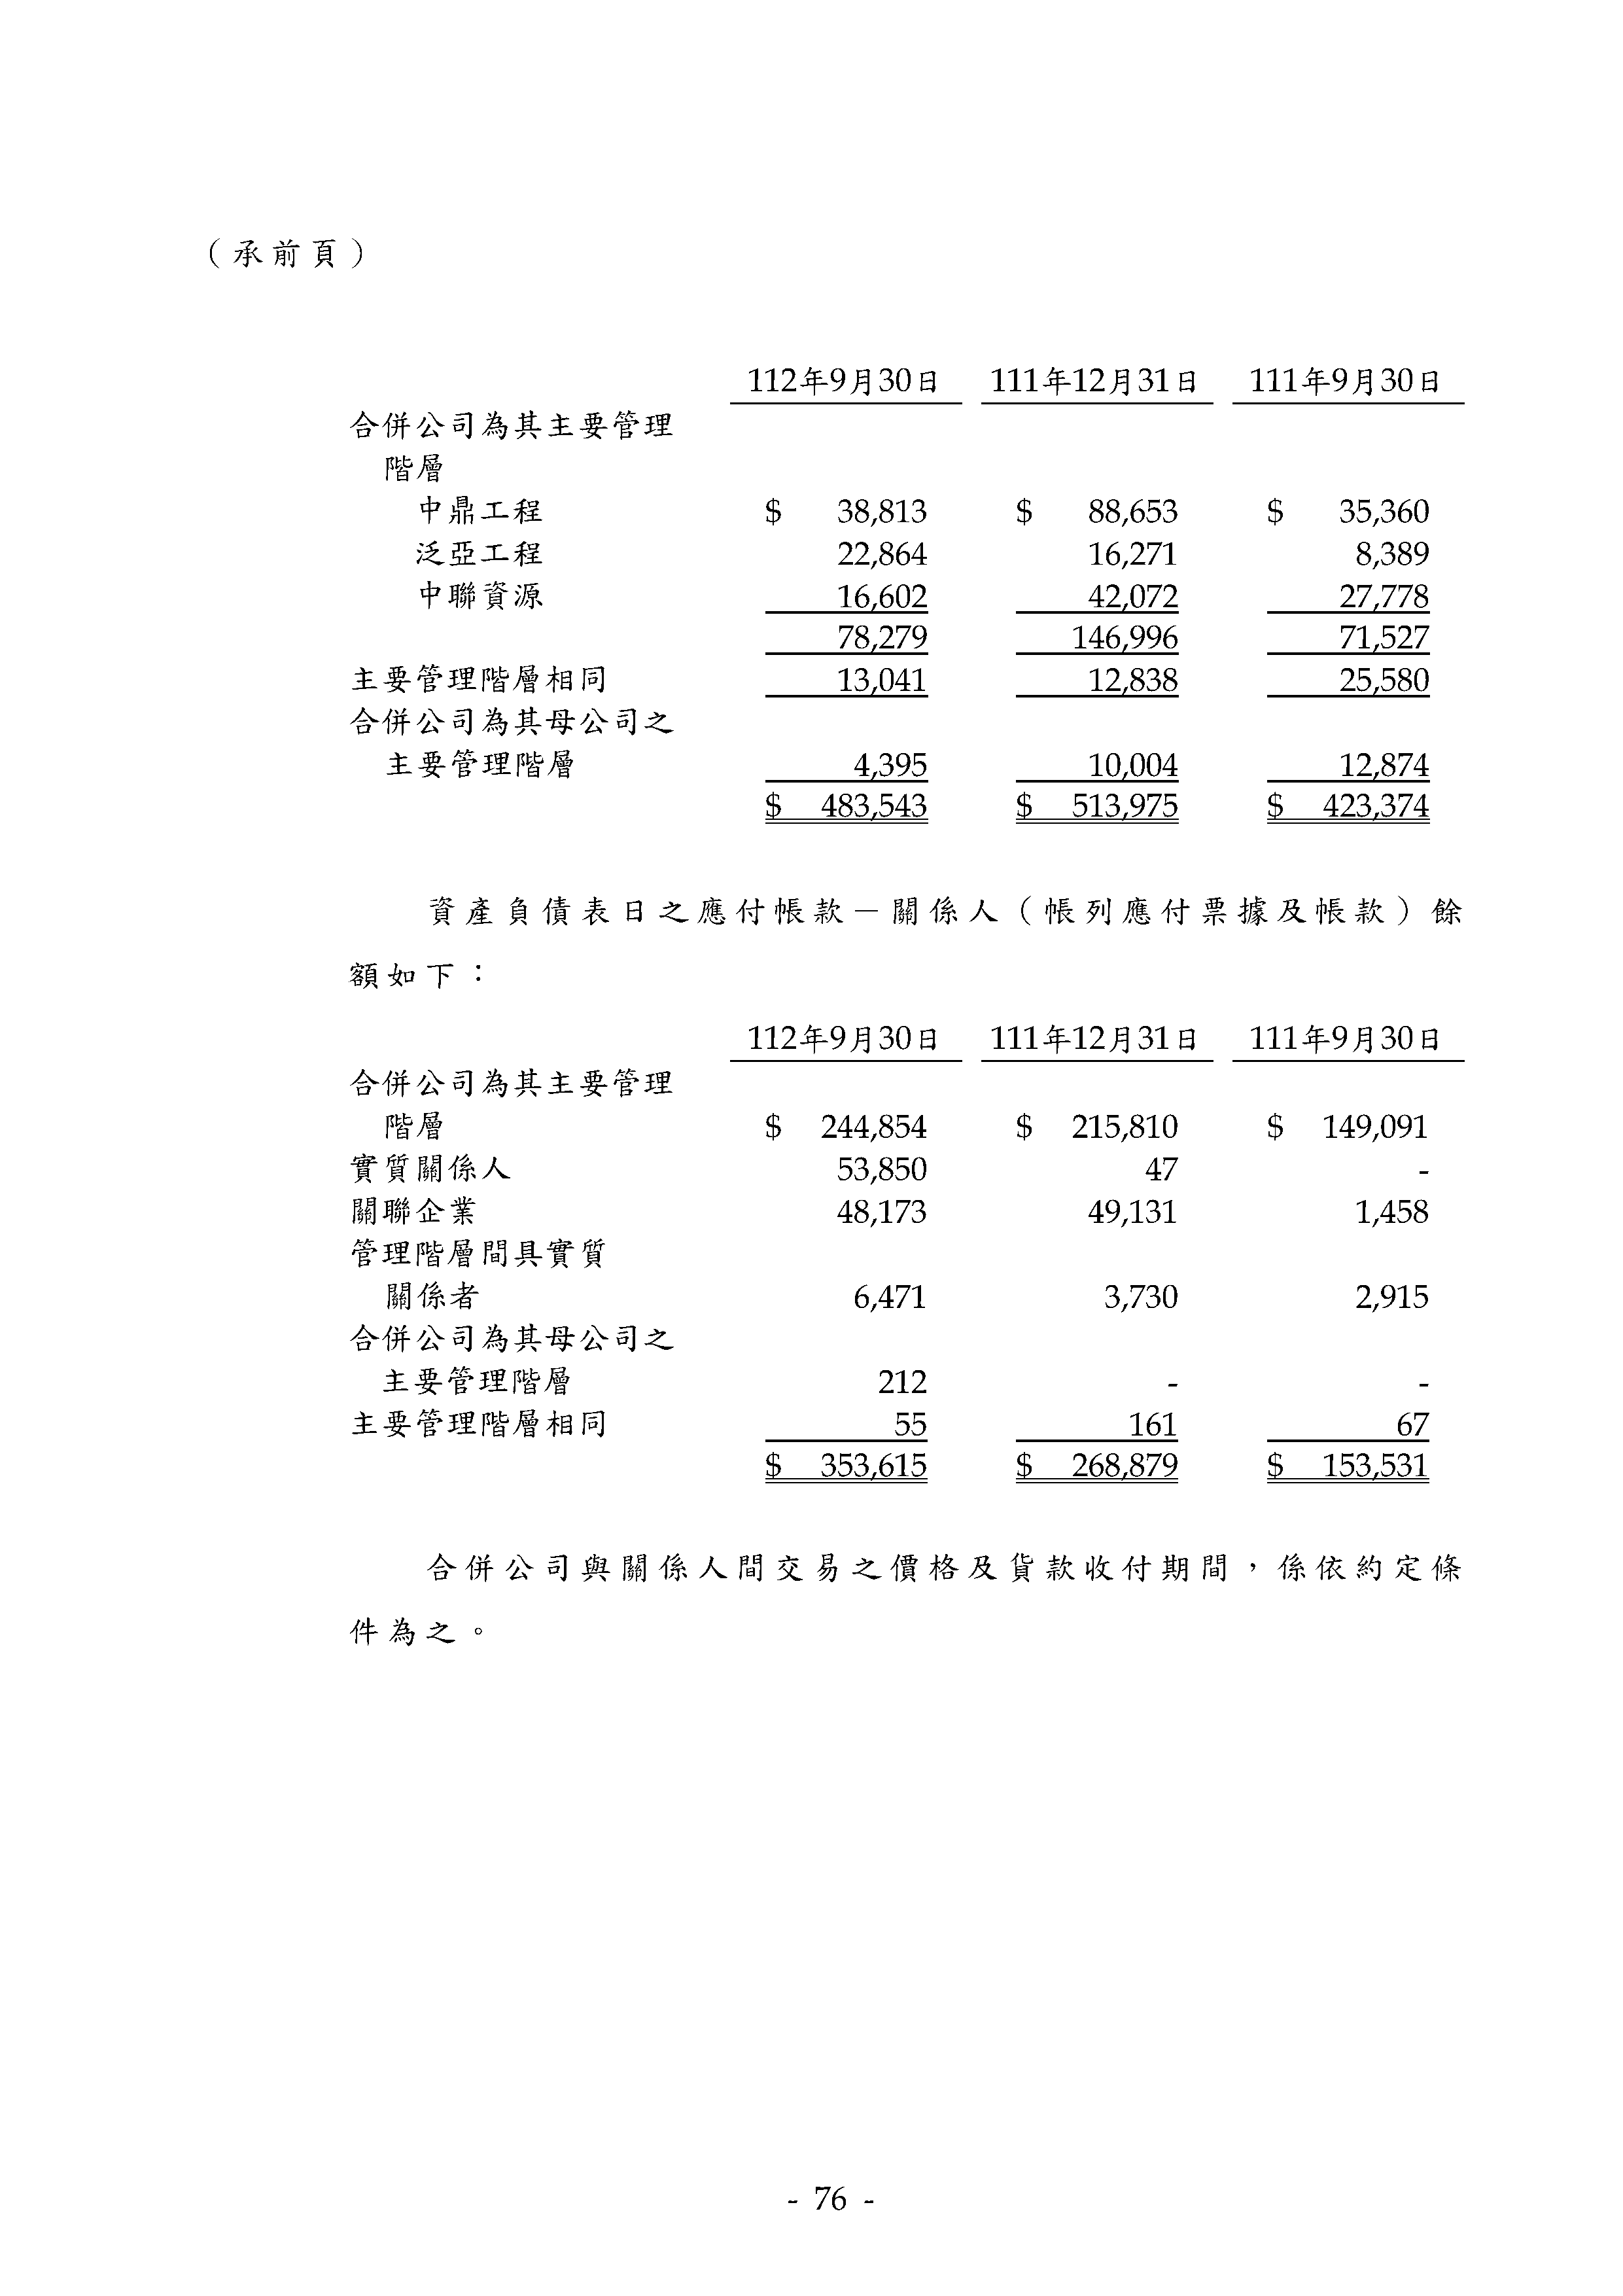 （承前頁）
112年9月30日 111年12月31日 111年9月30日
合併公司為其主要管理
階層
中鼎工程 $ 38,813 $ 88,653 $ 35,360
泛亞工程 22,864 16,271 8,389
中聯資源 16,602 42,072 27,778
78,279 146,996 71,527
主要管理階層相同 13,041 12,838 25,580
合併公司為其母公司之
主要管理階層 4,395 10,004 12,874
$ 483,543 $ 513,975 $ 423,374
資產負債表日之應付帳款－關係人（帳列應付票據及帳款）餘
額如下：
112年9月30日 111年12月31日 111年9月30日
合併公司為其主要管理
階層 $ 244,854 $ 215,810 $ 149,091
實質關係人 53,850 47 -
關聯企業 48,173 49,131 1,458
管理階層間具實質
關係者 6,471 3,730 2,915
合併公司為其母公司之
主要管理階層 212 - -
主要管理階層相同 55 161 67
$ 353,615 $ 268,879 $ 153,531
合併公司與關係人間交易之價格及貨款收付期間，係依約定條
件為之。
- 76 -